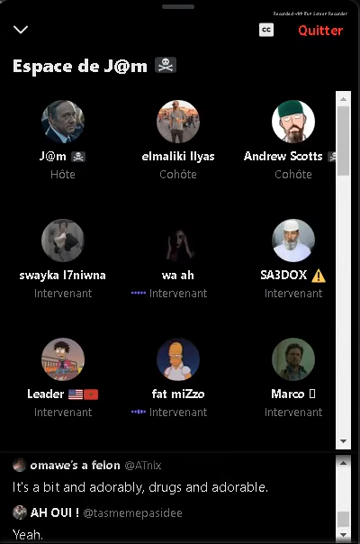 Quitter
Espace de J@m ☠️
J@m ☠️
elmaliki Ilyas
Andrew Scotts
Hôte
Cohôte
Cohôte
swayka l7niwna
wa ah
SA3DOX ⚠️
Intervenant
Intervenant
Intervenant
Leader 🇺🇸🇲🇦
fat miZzo
Marco
Intervenant
Intervenant
Intervenant
omawe's a felon @ATnix
It's a bit and adorably, drugs and adorable.
AH OUI ! @tasmemepasidee
Yeah.